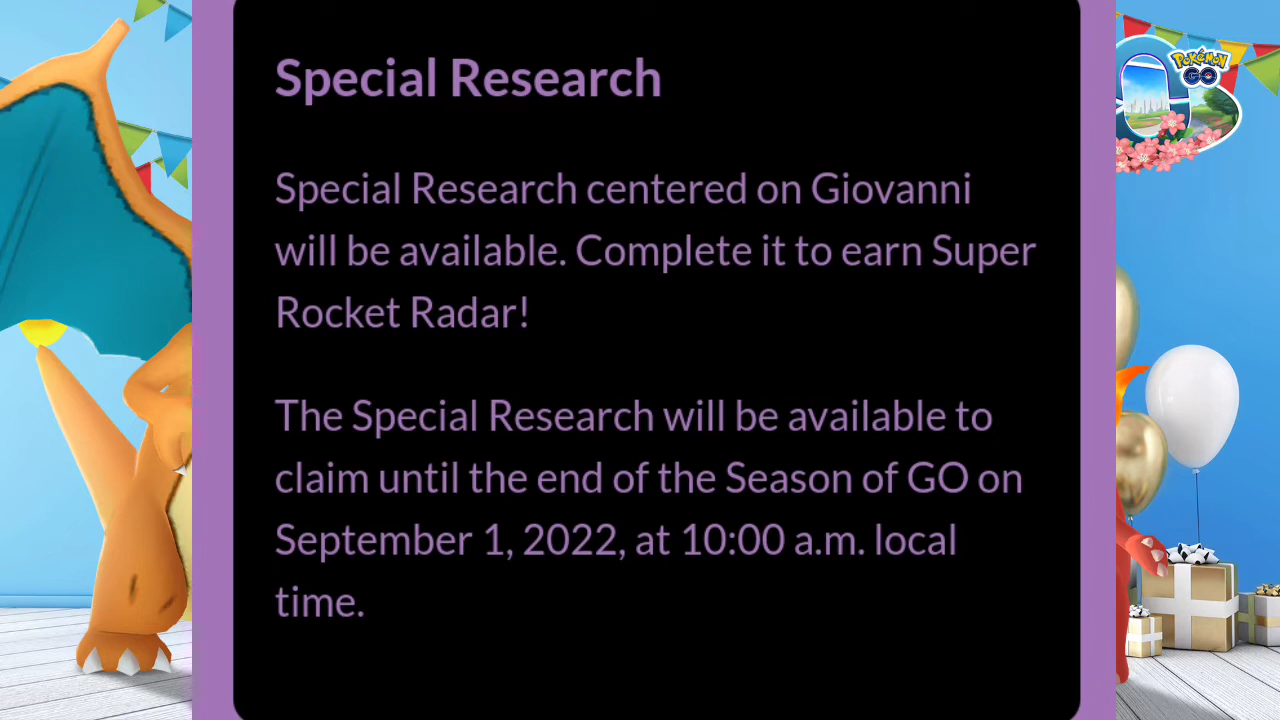 Special Research
Special Research centered on Giovanni
will be available. Complete it to earn Super
Rocket Radar!
The Special Research will be available to
claim until the end of the Season of GO on
September 1, 2022, at 10:00 a.m. local
time.
POKéMON
GO